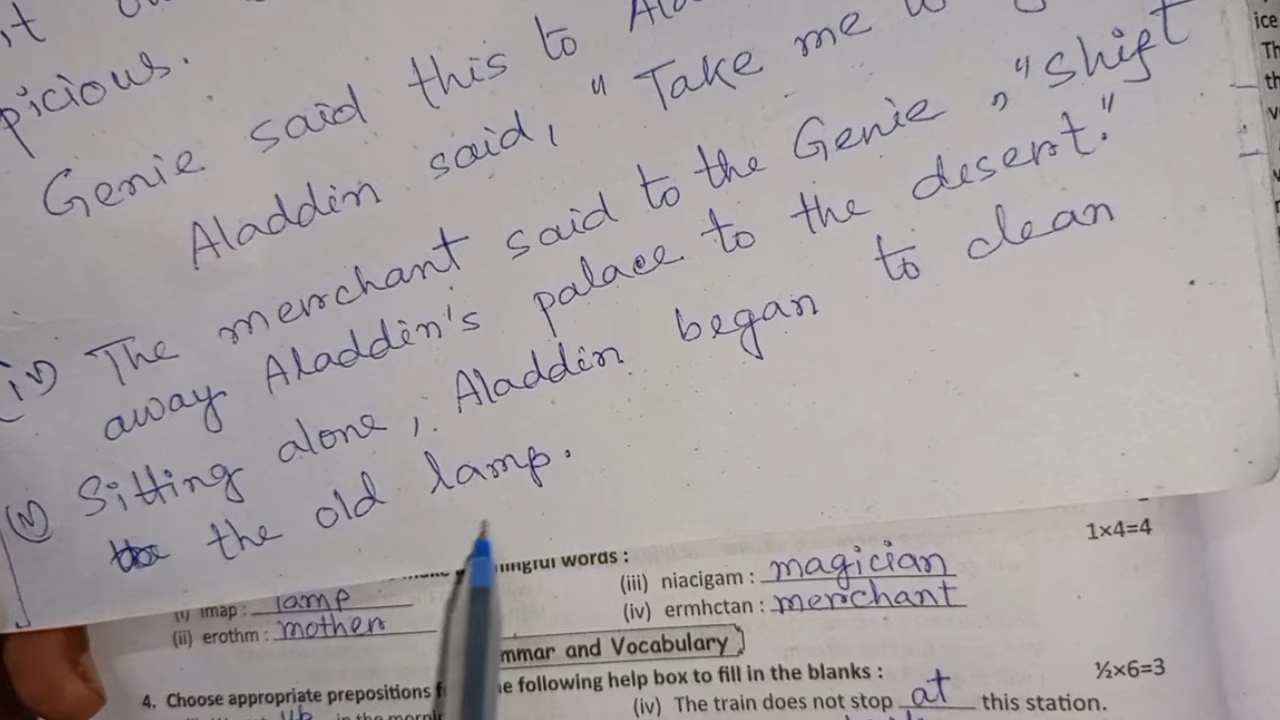 picious.
Genie said this to
Aladdin said, " Take me
(iv) The merchant said to the Genie , "shift
away Aladdin's palace to the desert."
(v) Sitting alone, Aladdin began to clean
the old lamp.
words :
1×4=4
(i) imap : lamp
(iii) niacigam : magician
(ii) erothm : mother
(iv) ermhctan : merchant
mmar and Vocabulary
4. Choose appropriate prepositions following help box to fill in the blanks :
½×6=3
(iv) The train does not stop at this station.